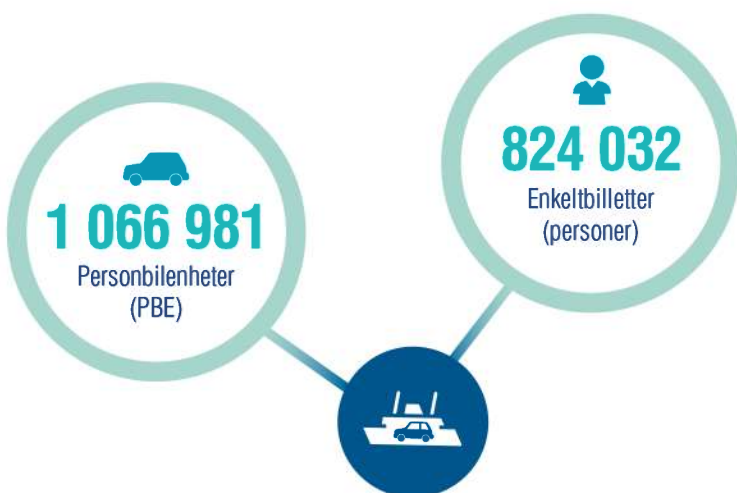 1 066 981
Personbilenheter
(PBE)
824 032
Enkeltbilletter
(personer)